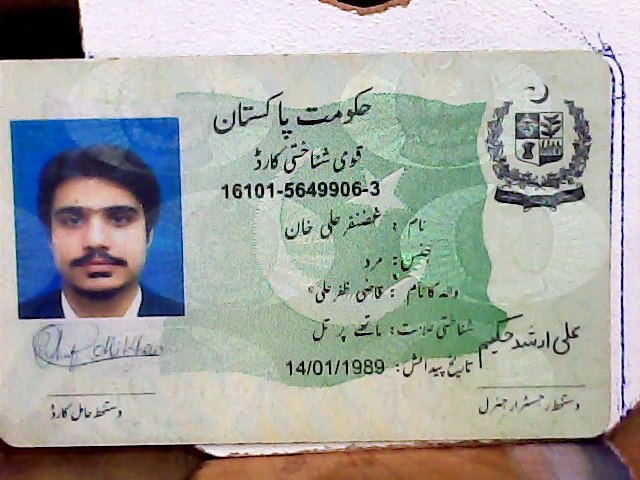 حکومت پاکستان
قومی شناختی کارڈ
16101-5649906-3
نام : غضنفر علی خان
جنس: مرد
والد کا نام: قاضی ظفر علی
شناختی علامت: ماتھے پر تل
تاریخ پیدائش: 14/01/1989
علی ارشد حکیم
دستخط حامل کارڈ
دستخط رجسٹرار جنرل